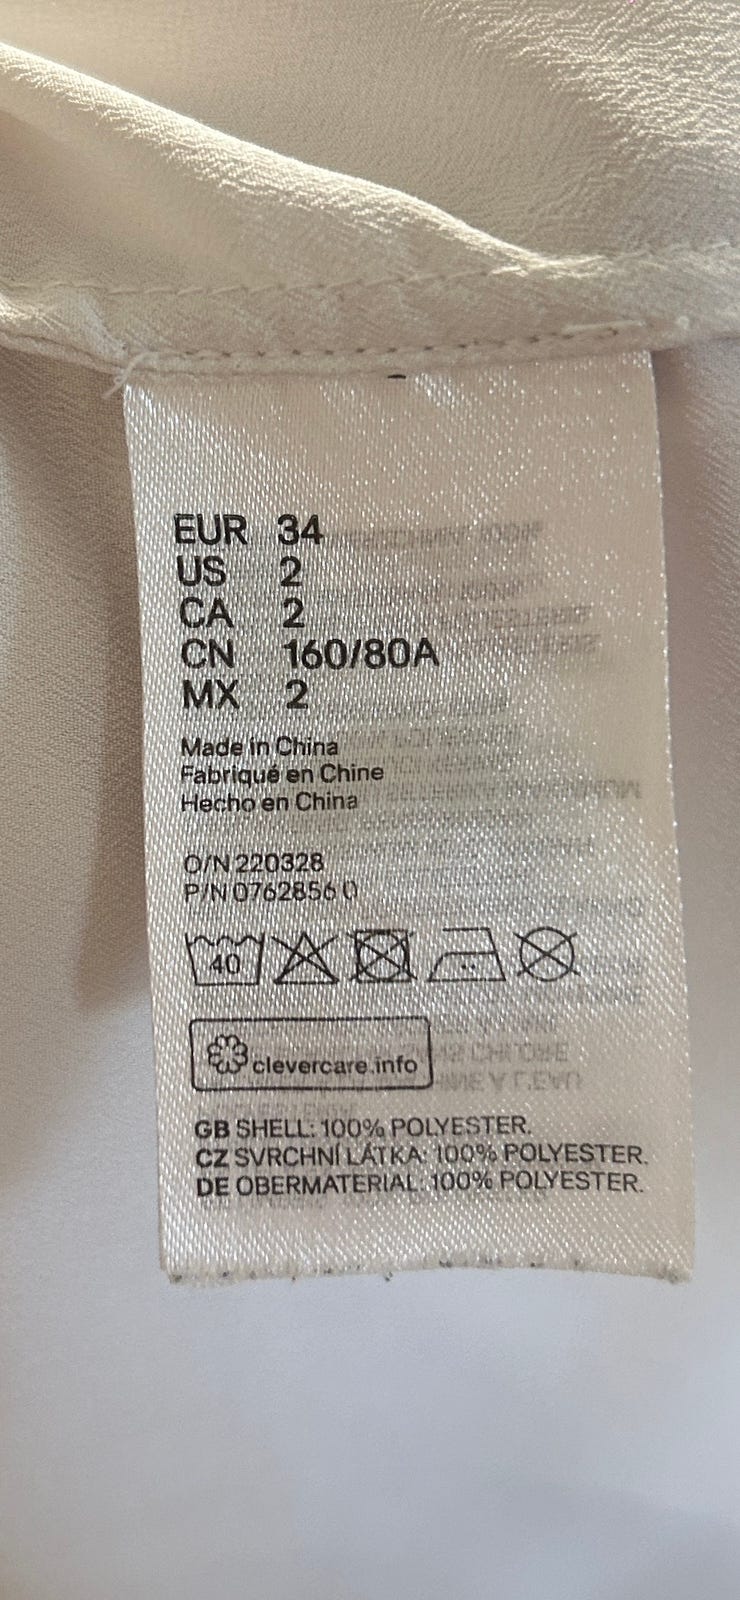 EUR 34
US 2
CA 2
CN 160/80A
MX 2
Made in China
Fabriqué en Chine
Hecho en China
O/N 220328
P/N 0762856 0
40
clevercare.info
GB SHELL: 100% POLYESTER.
CZ SVRCHNÍ LÁTKA: 100% POLYESTER.
DE OBERMATERIAL: 100% POLYESTER.